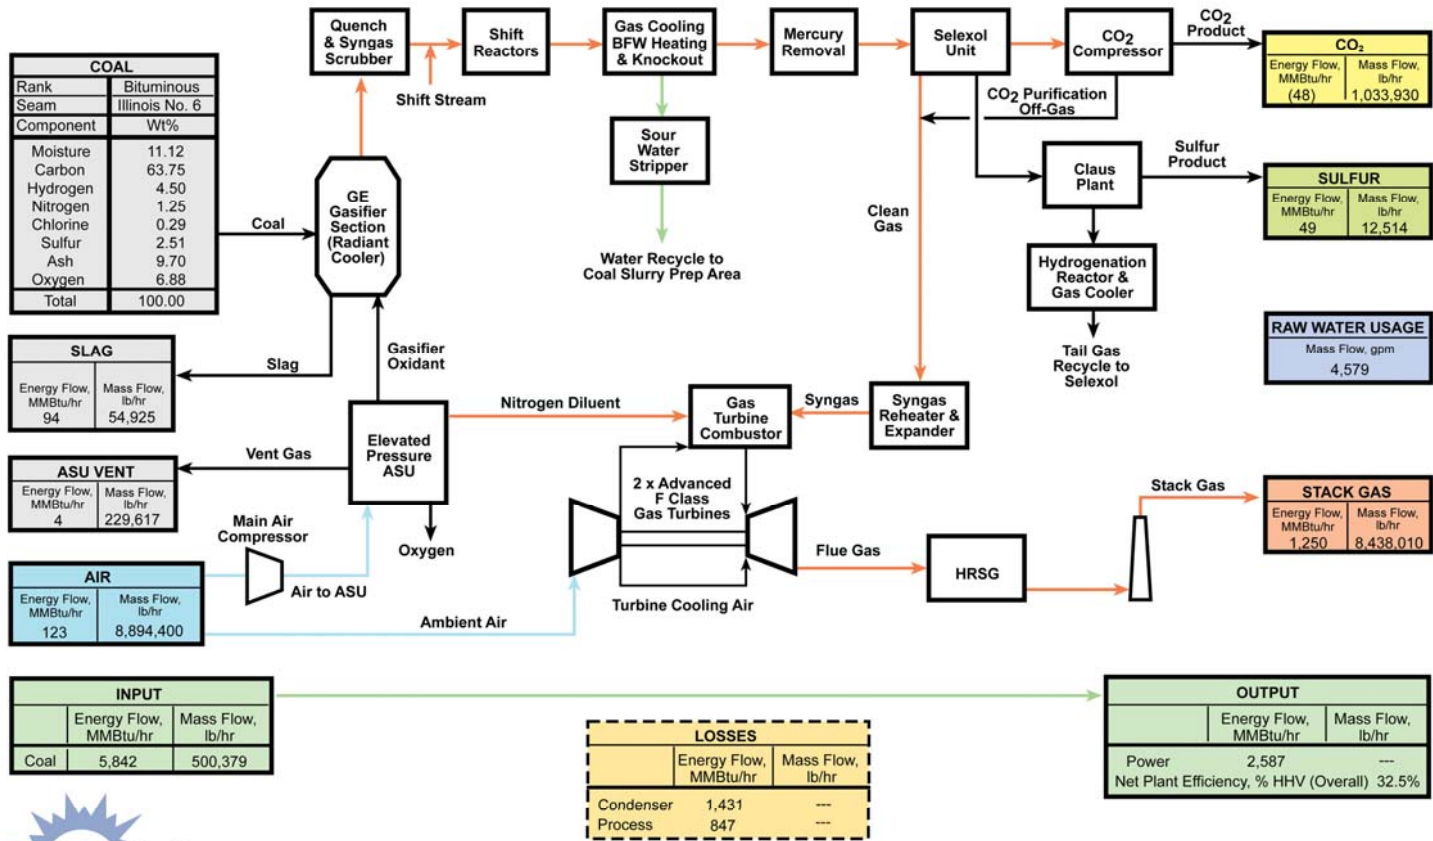 COAL
Rank Bituminous
Seam Illinois No. 6
Component Wt%
Moisture 11.12
Carbon 63.75
Hydrogen 4.50
Nitrogen 1.25
Chlorine 0.29
Sulfur 2.51
Ash 9.70
Oxygen 6.88
Total 100.00
Quench
& Syngas
Scrubber
Shift Stream
Shift
Reactors
Gas Cooling
BFW Heating
& Knockout
Mercury
Removal
Selexol
Unit
CO2
Compressor
CO2
Product
CO₂
Energy Flow, Mass Flow,
MMBtu/hr lb/hr
(48) 1,033,930
CO2 Purification
Off-Gas
Sour
Water
Stripper
Water Recycle to
Coal Slurry Prep Area
Claus
Plant
Sulfur
Product
SULFUR
Energy Flow, Mass Flow,
MMBtu/hr lb/hr
49 12,514
Clean
Gas
Hydrogenation
Reactor &
Gas Cooler
Tail Gas
Recycle to
Selexol
RAW WATER USAGE
Mass Flow, gpm
4,579
Coal
GE
Gasifier
Section
(Radiant
Cooler)
Slag
Gasifier
Oxidant
SLAG
Energy Flow, Mass Flow,
MMBtu/hr lb/hr
94 54,925
Nitrogen Diluent
Gas
Turbine
Combustor
Syngas
Syngas
Reheater &
Expander
Elevated
Pressure
ASU
Vent Gas
ASU VENT
Energy Flow, Mass Flow,
MMBtu/hr lb/hr
4 229,617
Main Air
Compressor
Oxygen
Air to ASU
2 x Advanced
F Class
Gas Turbines
Turbine Cooling Air
Flue Gas
HRSG
Stack Gas
STACK GAS
Energy Flow, Mass Flow,
MMBtu/hr lb/hr
1,250 8,438,010
AIR
Energy Flow, Mass Flow,
MMBtu/hr lb/hr
123 8,894,400
Ambient Air
INPUT
Energy Flow, Mass Flow,
MMBtu/hr lb/hr
Coal 5,842 500,379
LOSSES
Energy Flow, Mass Flow,
MMBtu/hr lb/hr
Condenser 1,431 ---
Process 847 ---
OUTPUT
Energy Flow, Mass Flow,
MMBtu/hr lb/hr
Power 2,587 ---
Net Plant Efficiency, % HHV (Overall) 32.5%